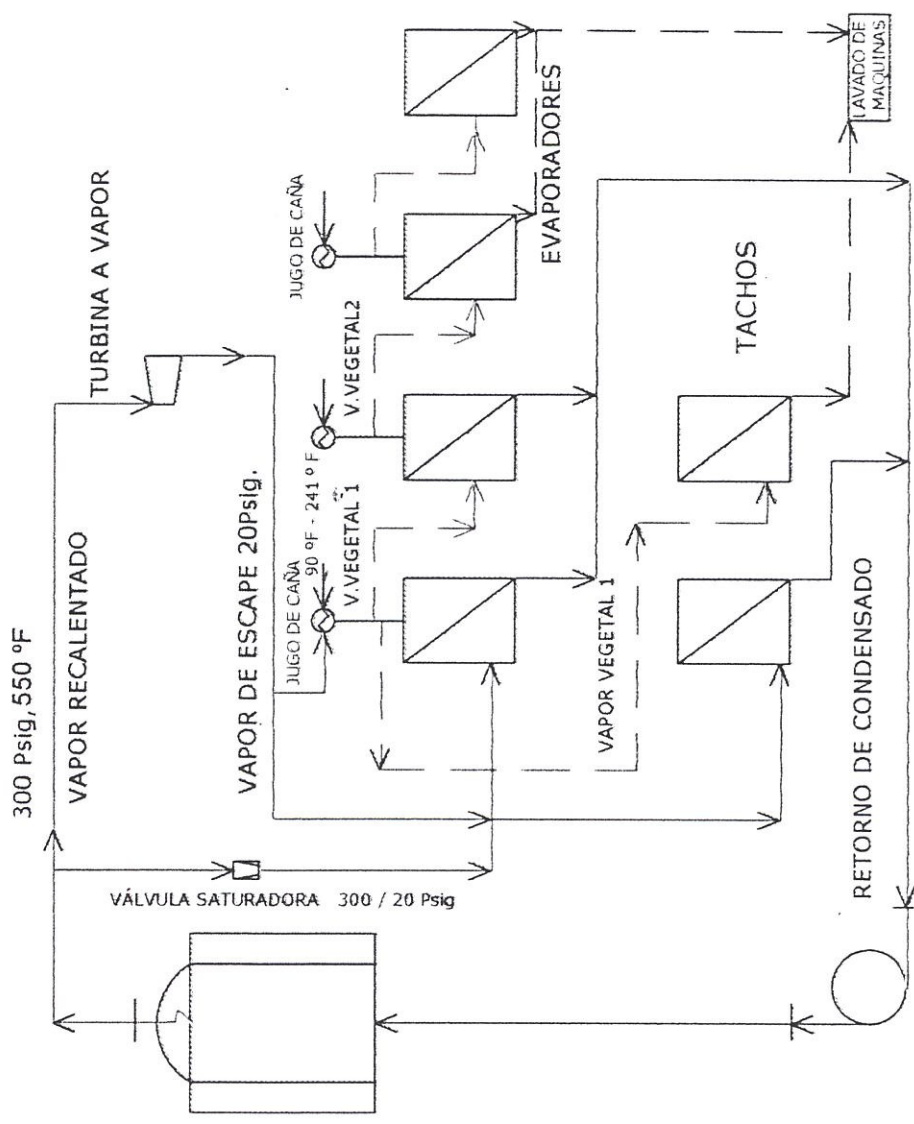 300 Psig, 550 ºF
VAPOR RECALENTADO
TURBINA A VAPOR
VAPOR DE ESCAPE 20Psig.
VÁLVULA SATURADORA 300 / 20 Psig
JUGO DE CAÑA
90 ºF - 241 º F
V.VEGETAL 1
V.VEGETAL2
JUGO DE CAÑA
EVAPORADORES
VAPOR VEGETAL 1
TACHOS
LAVADO DE
MAQUINAS
RETORNO DE CONDENSADO